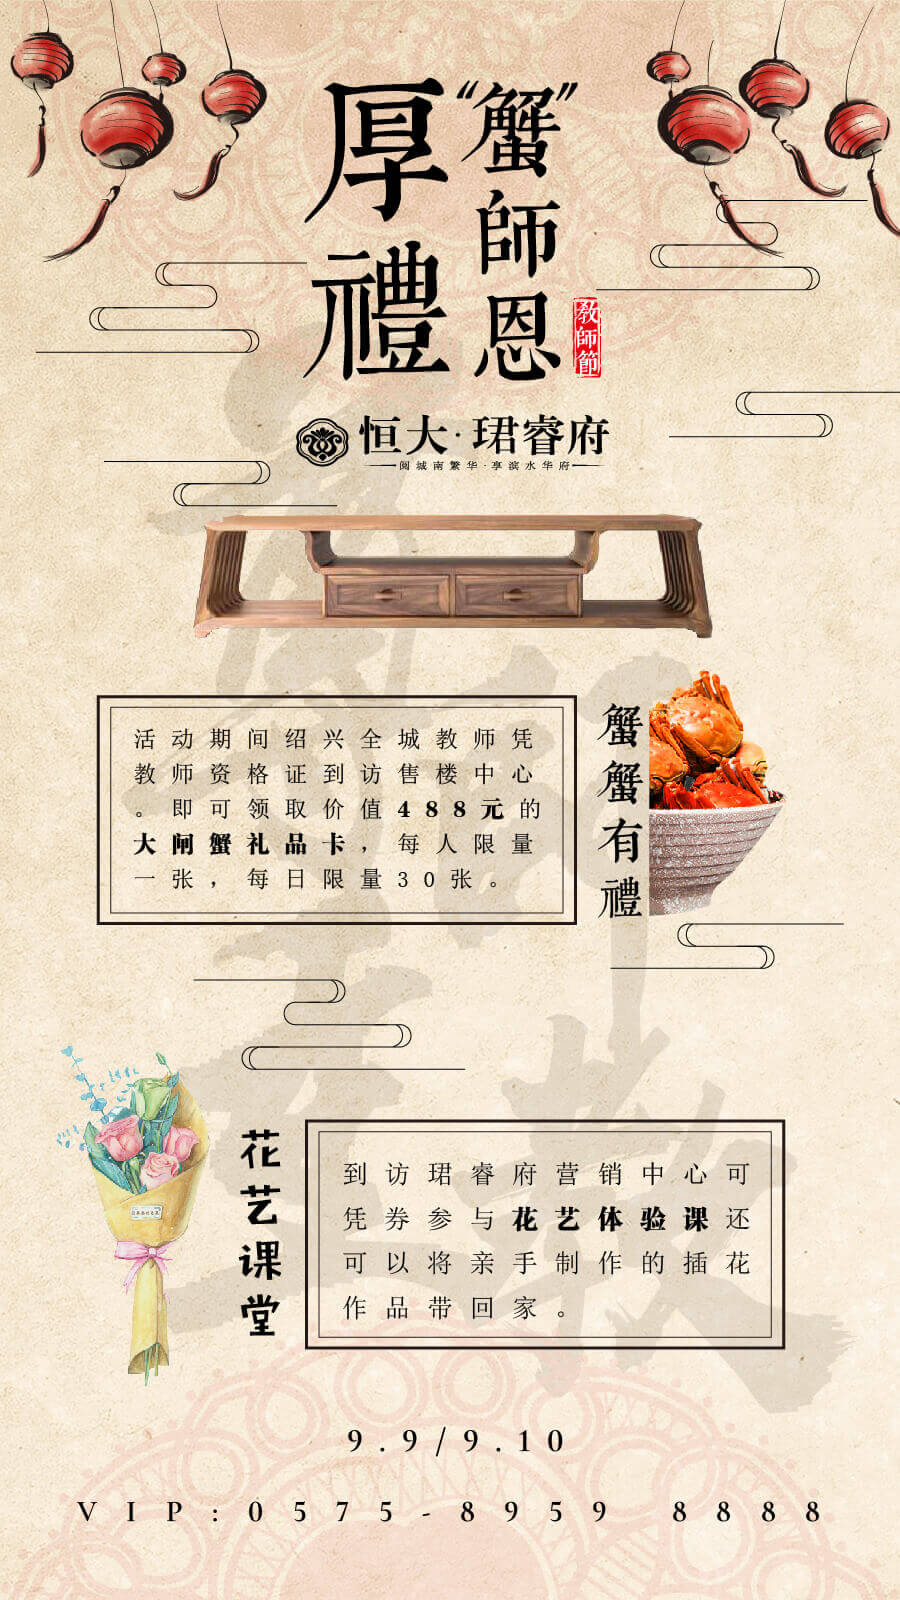 “蟹”師恩
厚禮
教師節
恒大·珺睿府
阅城南繁华·享滨水华府
活动期间绍兴全城教师凭
教师资格证到访售楼中心
。即可领取价值488元的
大闸蟹礼品卡，每人限量
一张，每日限量30张。
蟹蟹有禮
花艺课堂
到访珺睿府营销中心可
凭券参与花艺体验课还
可以将亲手制作的插花
作品带回家。
9.9/9.10
VIP:0575-8959 8888